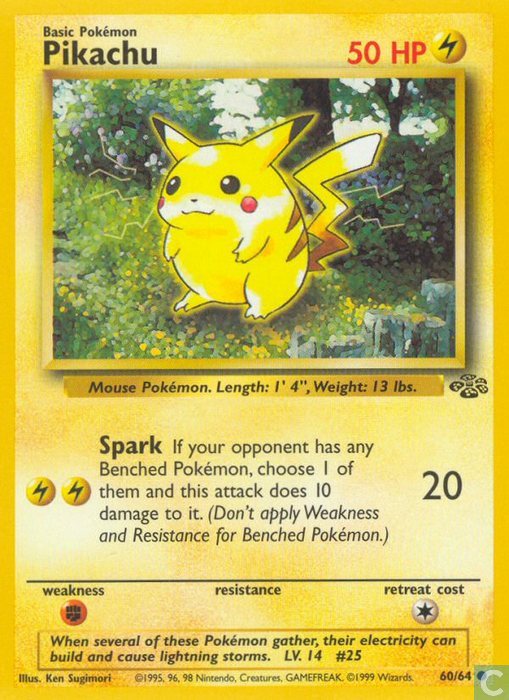 Basic Pokémon
Pikachu
50 HP
Mouse Pokémon. Length: 1' 4", Weight: 13 lbs.
Spark If your opponent has any
Benched Pokémon, choose 1 of
them and this attack does 10
damage to it. (Don't apply Weakness
and Resistance for Benched Pokémon.)
20
weakness
resistance
retreat cost
When several of these Pokémon gather, their electricity can
build and cause lightning storms. LV. 14 #25
Illus. Ken Sugimori
©1995, 96, 98 Nintendo, Creatures, GAMEFREAK. ©1999 Wizards.
60/64
C